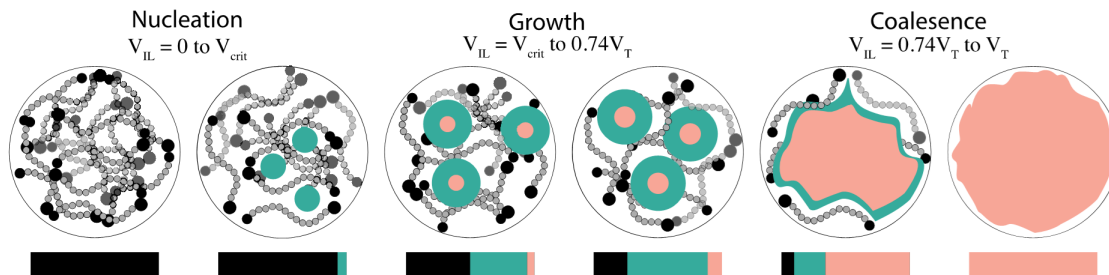 Nucleation
V_IL = 0 to V_crit
Growth
V_IL = V_crit to 0.74V_T
Coalesence
V_IL = 0.74V_T to V_T